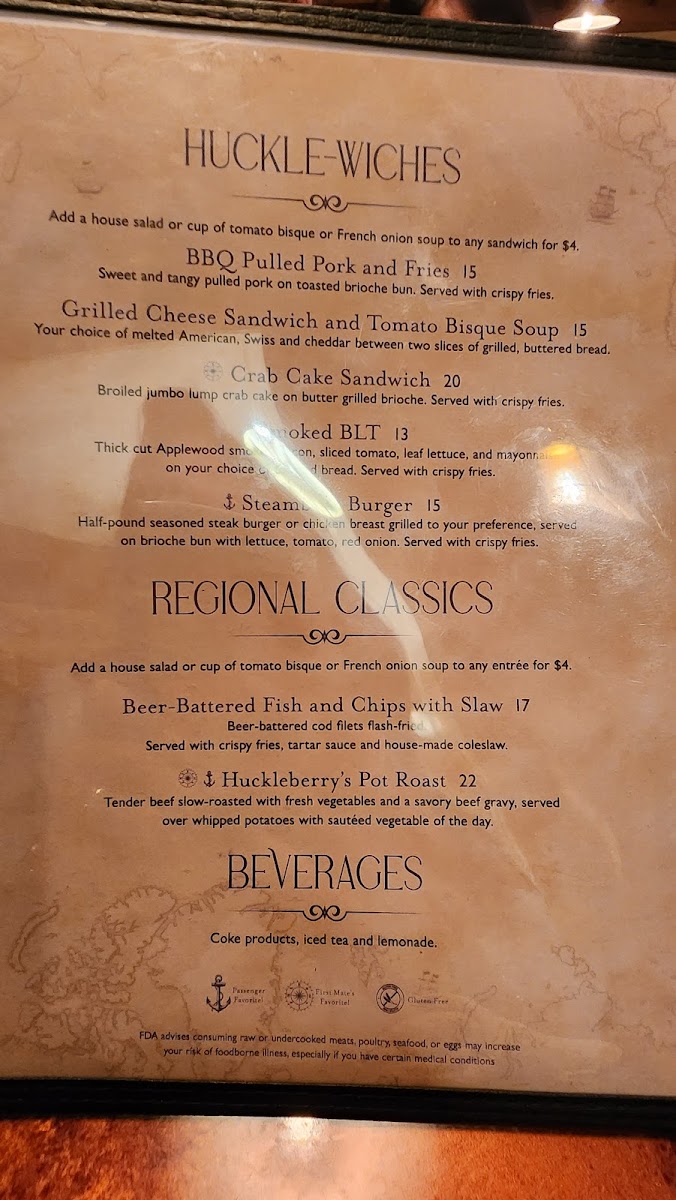 HUCKLE-WICHES
Add a house salad or cup of tomato bisque or French onion soup to any sandwich for $4.
BBQ Pulled Pork and Fries 15
Sweet and tangy pulled pork on toasted brioche bun. Served with crispy fries.
Grilled Cheese Sandwich and Tomato Bisque Soup 15
Your choice of melted American, Swiss and cheddar between two slices of grilled, buttered bread.
Crab Cake Sandwich 20
Broiled jumbo lump crab cake on butter grilled brioche. Served with crispy fries.
BLT 13
Thick cut Applewood sliced tomato, leaf lettuce, and
on your choice bread. Served with crispy fries.
Burger 15
Half-pound seasoned steak burger or chicken breast grilled to your preference, served
on brioche bun with lettuce, tomato, red onion. Served with crispy fries.
REGIONAL CLASSICS
Add a house salad or cup of tomato bisque or French onion soup to any entrée for $4.
Beer-Battered Fish and Chips with Slaw 17
Beer-battered cod filets flash-fried.
Served with crispy fries, tartar sauce and house-made coleslaw.
Huckleberry's Pot Roast 22
Tender beef slow-roasted with fresh vegetables and a savory beef gravy, served
over whipped potatoes with sautéed vegetable of the day.
BEVERAGES
Coke products, iced tea and lemonade.
Passenger
Favorite!
First Mate's
Favorite!
Gluten Free
FDA advises consuming raw or undercooked meats, poultry, seafood, or eggs may increase
your risk of foodborne illness, especially if you have certain medical conditions